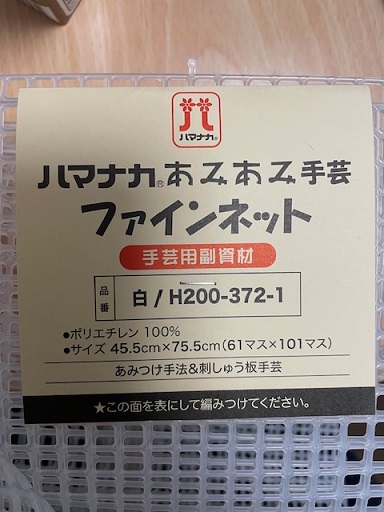 ハマナカ®
ハマナカ®あみあみ手芸
ファインネット
手芸用副資材
品番 白/H200-372-1
●ポリエチレン 100%
●サイズ 45.5cm×75.5cm(61マス×101マス)
あみつけ手法&刺しゅう板手芸
★この面を表にして編みつけてください。